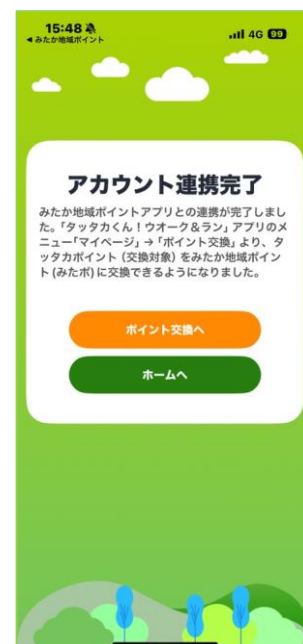 15:48
4G 99
◀ みたか地域ポイント
アカウント連携完了
みたか地域ポイントアプリとの連携が完了しまし
た。「タッタカくん！ウオーク＆ラン」アプリのメ
ニュー「マイページ」→「ポイント交換」より、タ
ッタカポイント（交換対象）をみたか地域ポイン
ト(みたポ)に交換できるようになりました。
ポイント交換へ
ホームへ